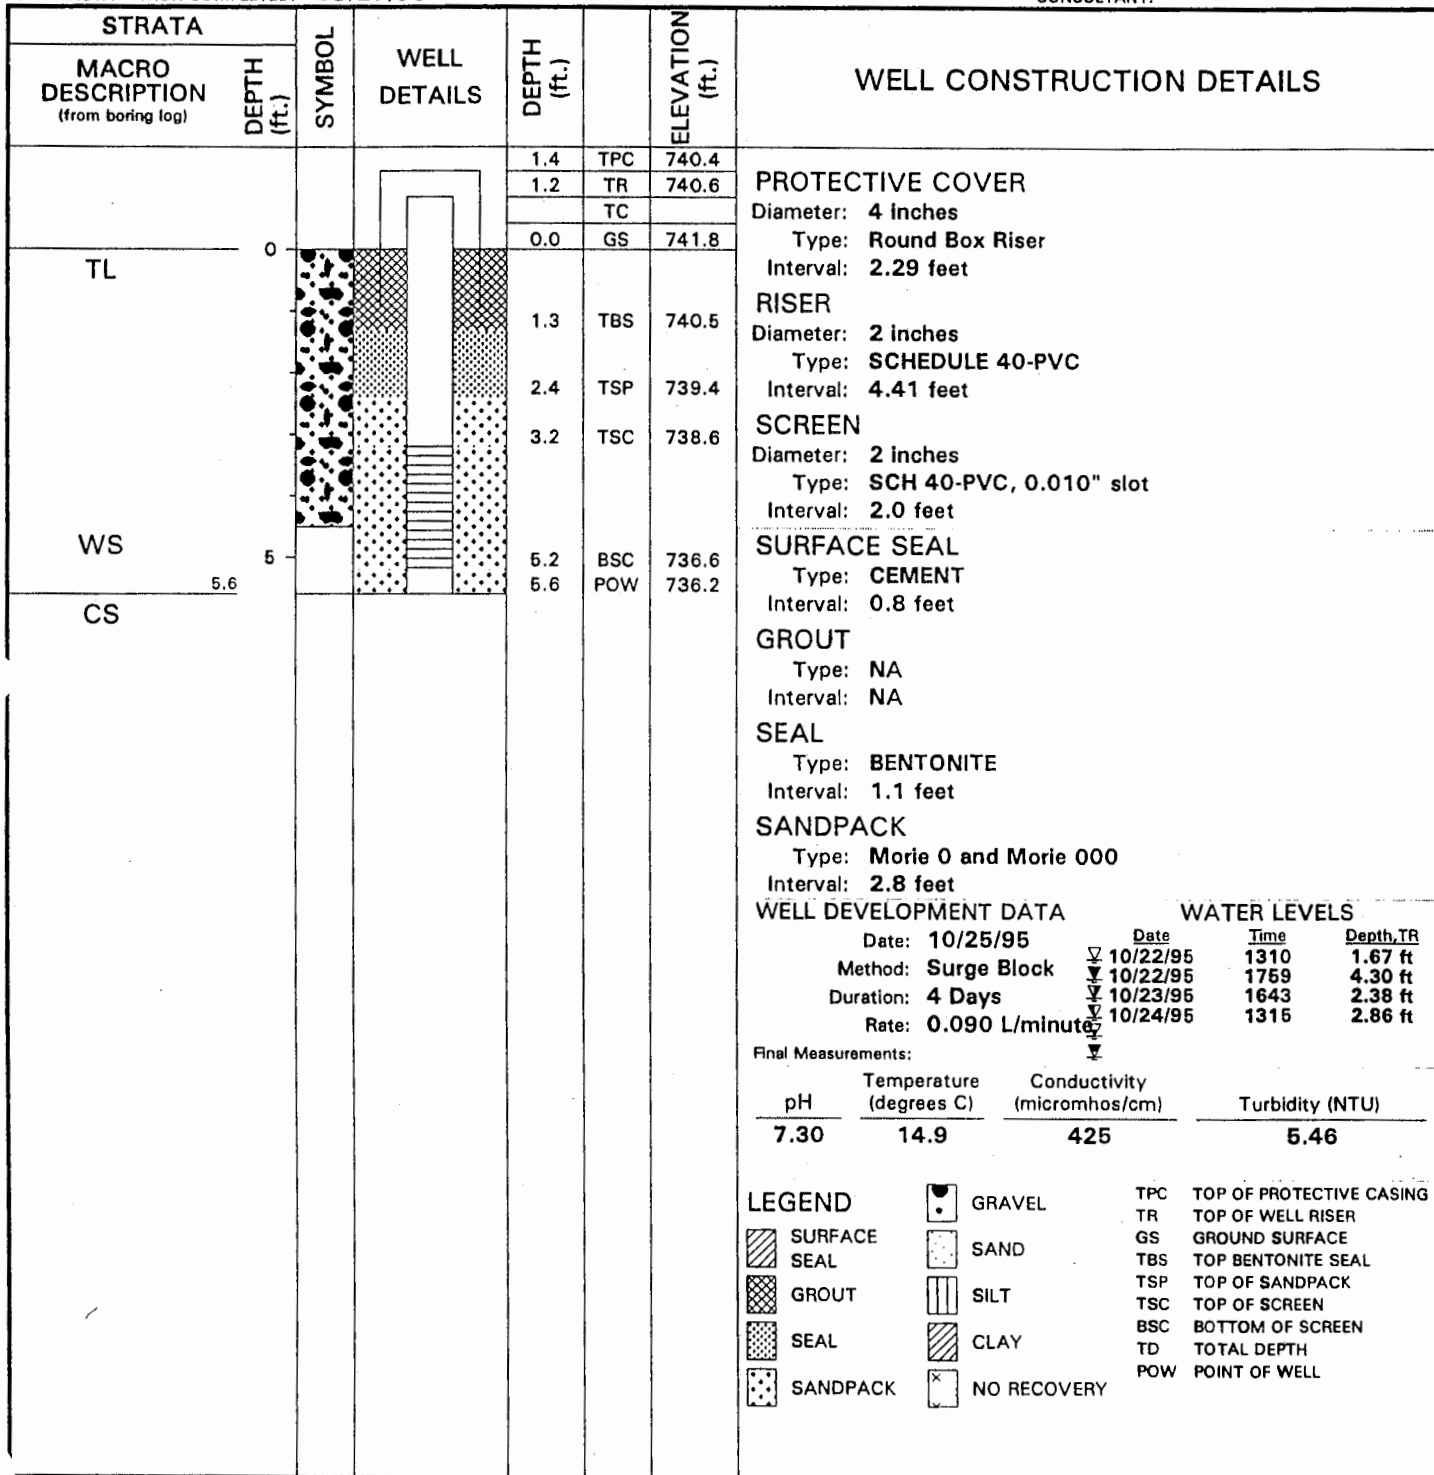 STRATA
MACRO
DESCRIPTION
(from boring log)
DEPTH
(ft.)
SYMBOL
WELL
DETAILS
DEPTH
(ft.)
ELEVATION
(ft.)
WELL CONSTRUCTION DETAILS
1.4 TPC 740.4
1.2 TR 740.6
TC
0.0 GS 741.8
0
TL
1.3 TBS 740.5
2.4 TSP 739.4
3.2 TSC 738.6
WS
5
5.2 BSC 736.6
5.6 POW 736.2
5.6
CS
PROTECTIVE COVER
Diameter: 4 inches
Type: Round Box Riser
Interval: 2.29 feet
RISER
Diameter: 2 inches
Type: SCHEDULE 40-PVC
Interval: 4.41 feet
SCREEN
Diameter: 2 inches
Type: SCH 40-PVC, 0.010" slot
Interval: 2.0 feet
SURFACE SEAL
Type: CEMENT
Interval: 0.8 feet
GROUT
Type: NA
Interval: NA
SEAL
Type: BENTONITE
Interval: 1.1 feet
SANDPACK
Type: Morie 0 and Morie 000
Interval: 2.8 feet
WELL DEVELOPMENT DATA
Date: 10/25/95
Method: Surge Block
Duration: 4 Days
Rate: 0.090 L/minute
WATER LEVELS
Date Time Depth,TR
10/22/95 1310 1.67 ft
10/22/95 1759 4.30 ft
10/23/95 1643 2.38 ft
10/24/95 1315 2.86 ft
Final Measurements:
pH Temperature (degrees C) Conductivity (micromhos/cm) Turbidity (NTU)
7.30 14.9 425 5.46
LEGEND
SURFACE
SEAL
GROUT
SEAL
SANDPACK
GRAVEL
SAND
SILT
CLAY
NO RECOVERY
TPC TOP OF PROTECTIVE CASING
TR TOP OF WELL RISER
GS GROUND SURFACE
TBS TOP BENTONITE SEAL
TSP TOP OF SANDPACK
TSC TOP OF SCREEN
BSC BOTTOM OF SCREEN
TD TOTAL DEPTH
POW POINT OF WELL